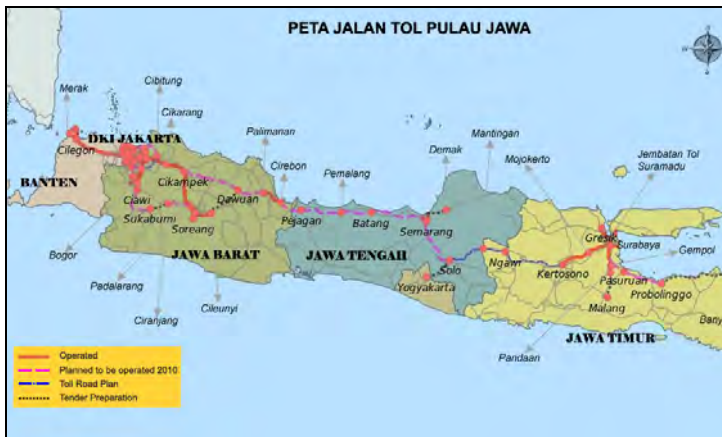 PETA JALAN TOL PULAU JAWA
Merak
Cibitung
DKI JAKARTA
Cikarang
Cilegon
BANTEN
Palimanan
Cirebon
Pemalang
Demak
Mantingan
Mojokerto
Jembatan Tol
Suramadu
Cikampek
Dawuan
Ciawi
Sukabumi
Soreang
Pejagan
Batang
Semarang
Gresik
Surabaya
Gempol
Bogor
JAWA BARAT
JAWA TENGAH
Solo
Ngawi
Kertosono
Pasuruan
Probolinggo
Yogyakarta
Malang
Padalarang
Cileunyi
Ciranjang
Pandaan
JAWA TIMUR
Bany
Operated
Planned to be operated 2010
Toll Road Plan
Tender Preparation